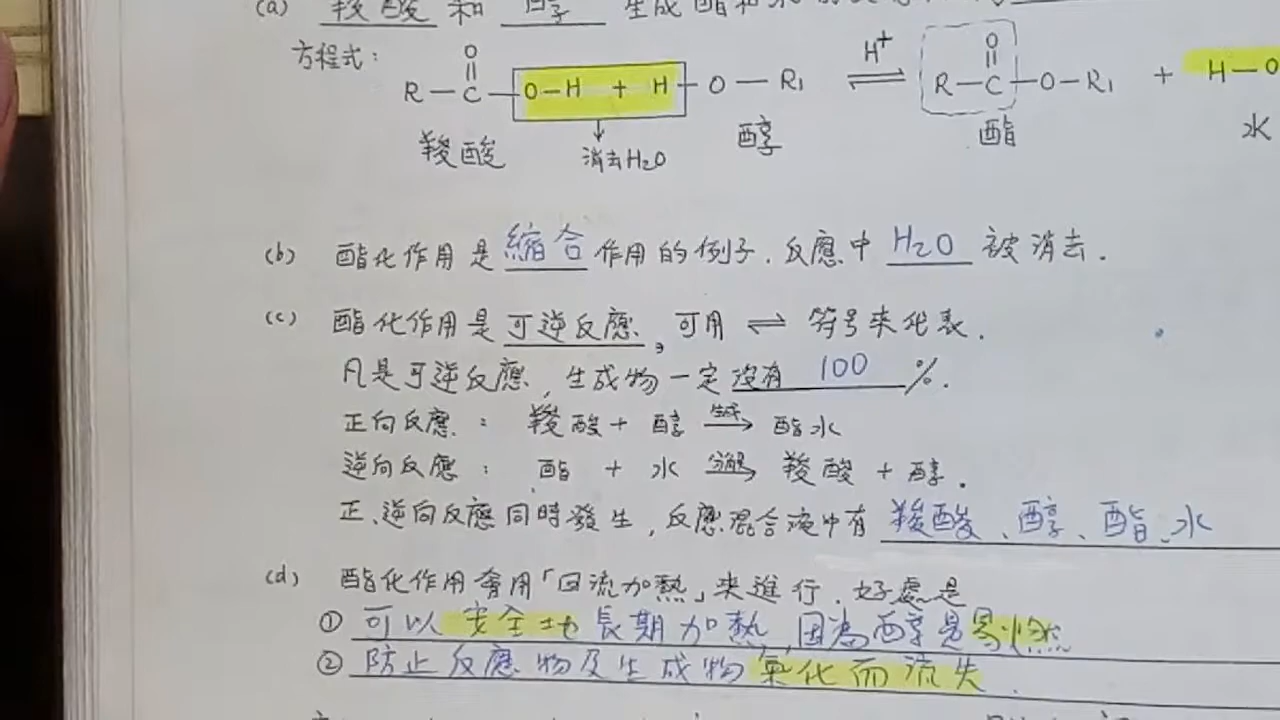 (a) 羧酸 和 醇 生成酯和水
方程式：
O O
R — C — O—H + H — O — R₁ ⇌ H⁺ R — C — O — R₁ + H—O
羧酸 消去H₂O 醇 酯 水
(b) 酯化作用是 縮合 作用的例子．反應中 H₂O 被消去．
(c) 酯化作用是 可逆反應，可用 ⇌ 符號來代表．
凡是可逆反應，生成物一定沒有 100 %．
正向反應： 羧酸 + 醇 生成→ 酯水
逆向反應： 酯 + 水 分解→ 羧酸 + 醇．
正、逆向反應同時發生，反應混合液中有 羧酸、醇、酯、水
(d) 酯化作用會用「回流加熱」來進行．好處是
① 可以安全地長期加熱，因為醇是易燃
② 防止反應物及生成物氣化而流失．